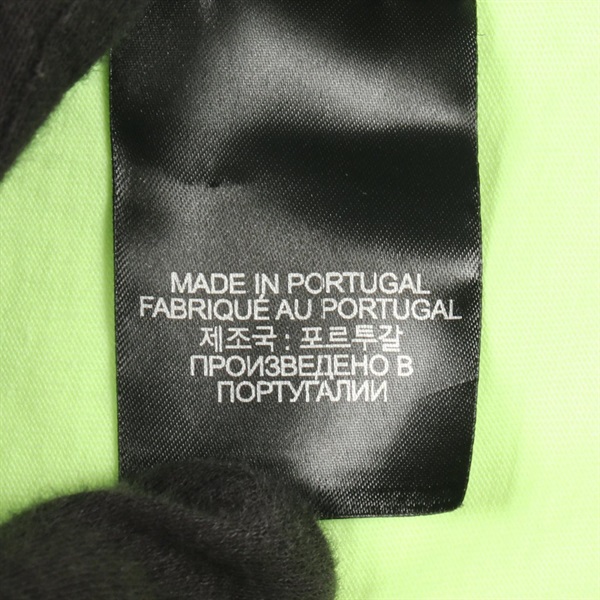 MADE IN PORTUGAL
FABRIQUÉ AU PORTUGAL
제조국 : 포르투갈
ПРОИЗВЕДЕНО В
ПОРТУГАЛИИ